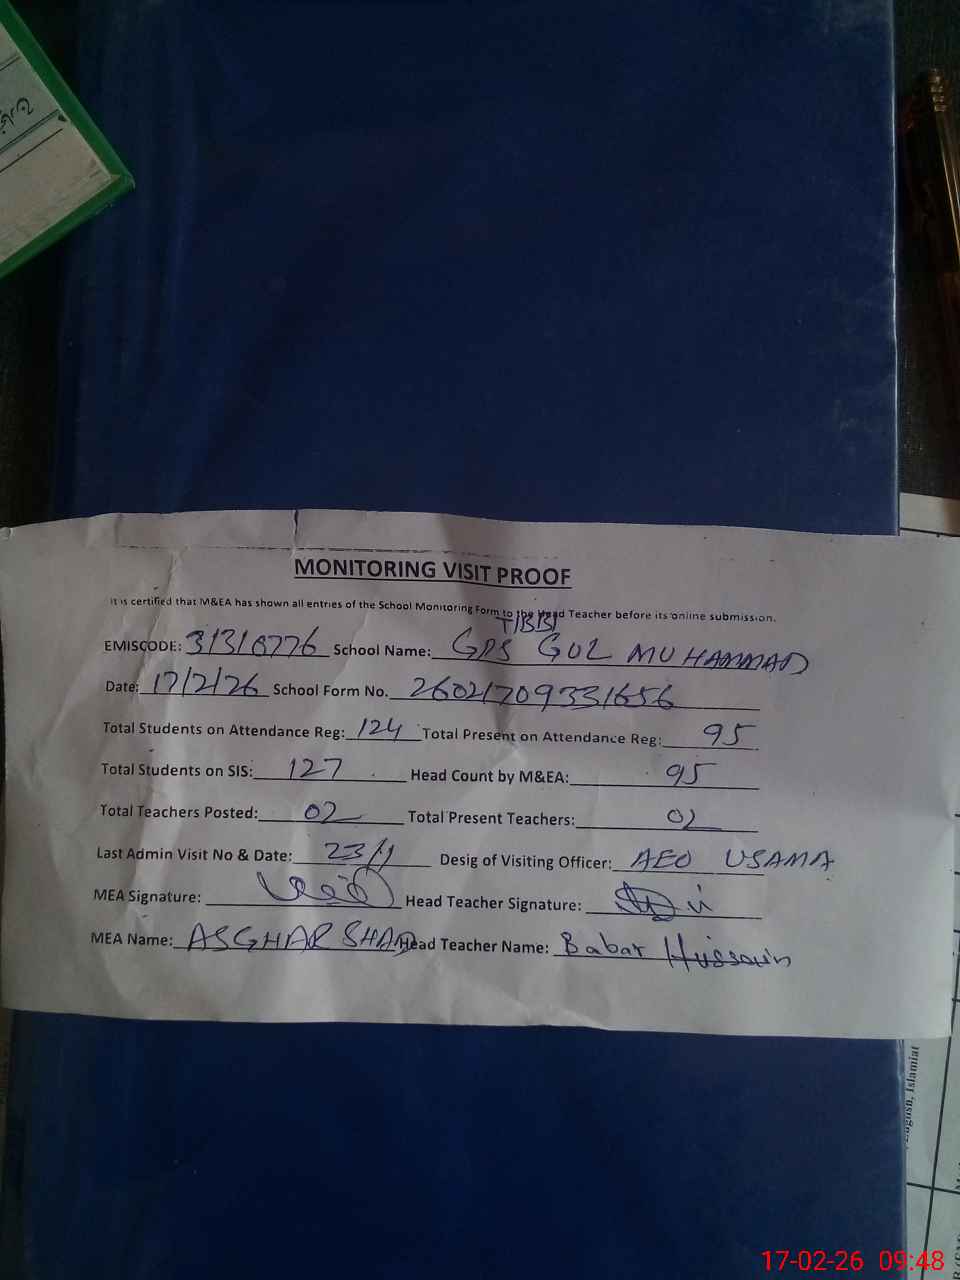 MONITORING VISIT PROOF
It is certified that M&EA has shown all entries of the School Monitoring Form to the Head Teacher before its online submission.
TIBBI
EMISCODE: 31310776 School Name: GPS GUL MUHAMMAD
Date: 17/2/26 School Form No. 26021709331656
Total Students on Attendance Reg: 124 Total Present on Attendance Reg: 95
Total Students on SIS: 127 Head Count by M&EA: 95
Total Teachers Posted: 02 Total Present Teachers: 02
Last Admin Visit No & Date: 23/1 Desig of Visiting Officer: AEO USAMA
MEA Signature: Head Teacher Signature:
MEA Name: ASGHAR SHAD Head Teacher Name: Babar Hussain
English, Islamiat
17-02-26 09:48